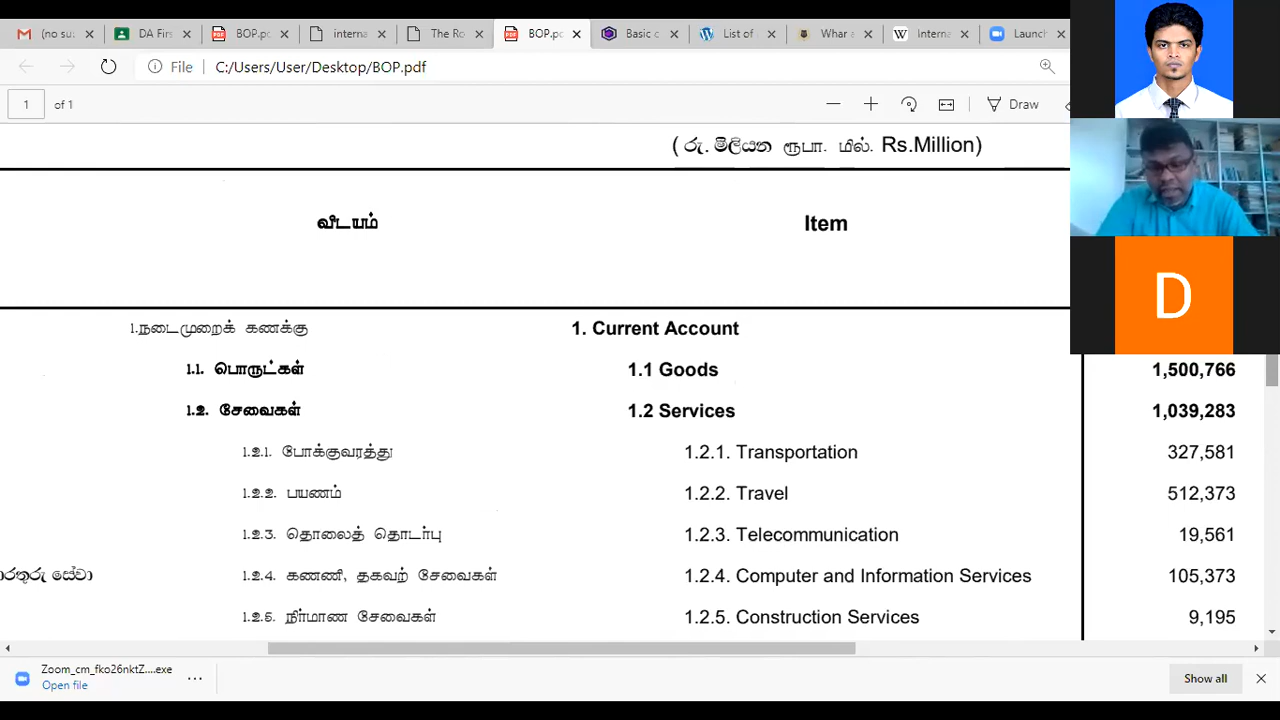 (no su
DA Firs
BOP.pc
interna
The Ro
BOP.pc
Basic c
List of
What a
Interna
Launch
File C:/Users/User/Desktop/BOP.pdf
1 of 1
Draw
( රු. මිලියන ரூபா. மில். Rs.Million)
விடயம் Item
1.நடைமுறைக் கணக்கு 1. Current Account
1.1. பொருட்கள் 1.1 Goods 1,500,766
1.2. சேவைகள் 1.2 Services 1,039,283
1.2.1. போக்குவரத்து 1.2.1. Transportation 327,581
1.2.2. பயணம் 1.2.2. Travel 512,373
1.2.3. தொலைத் தொடர்பு 1.2.3. Telecommunication 19,561
රතුරු සේවා 1.2.4. கணணி, தகவற் சேவைகள் 1.2.4. Computer and Information Services 105,373
1.2.5. நிர்மாண சேவைகள் 1.2.5. Construction Services 9,195
D
Zoom_cm_fko26nktZ....exe
Open file
Show all